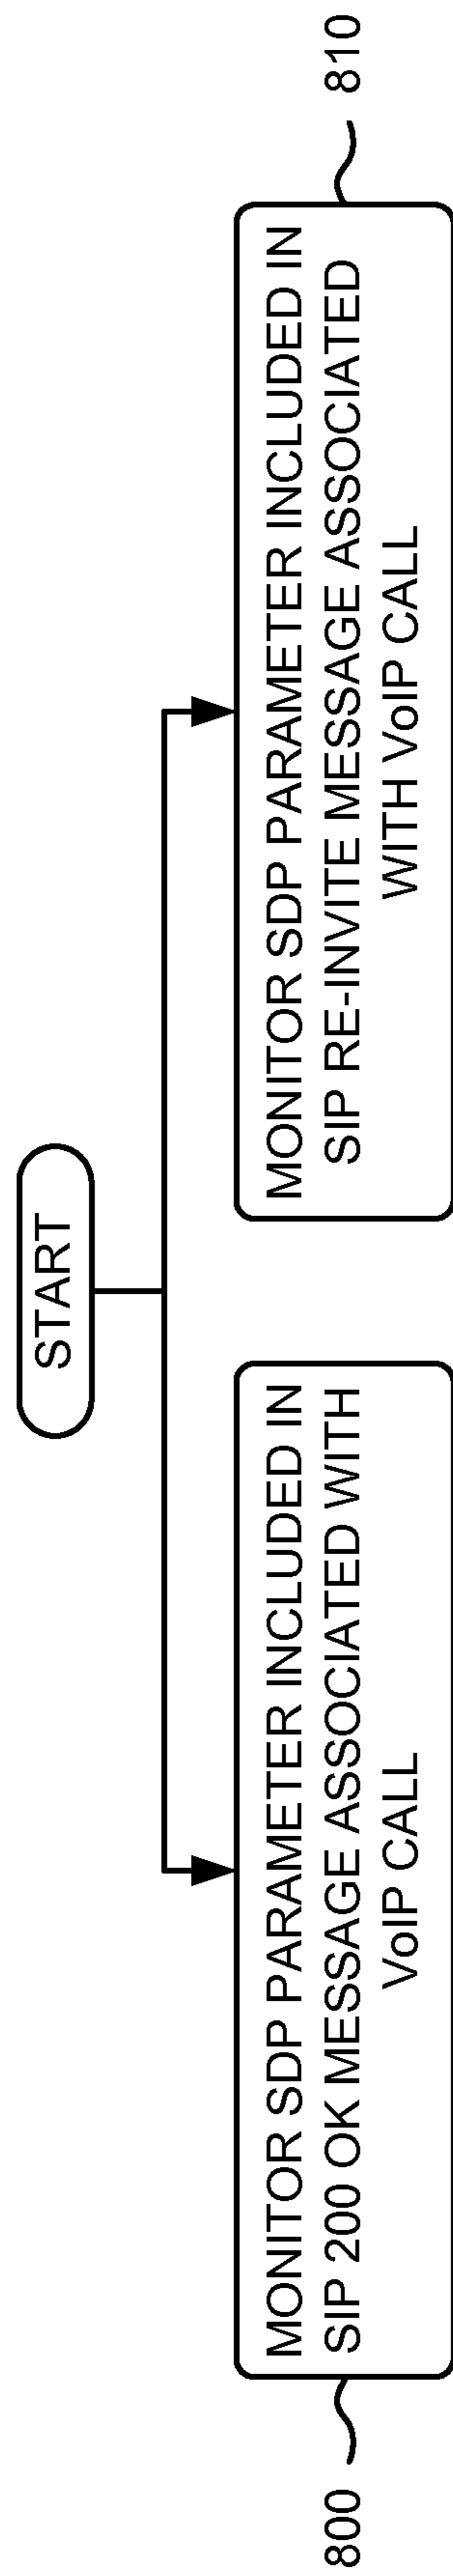 START
MONITOR SDP PARAMETER INCLUDED IN
SIP 200 OK MESSAGE ASSOCIATED WITH
VoIP CALL
800
MONITOR SDP PARAMETER INCLUDED IN
SIP RE-INVITE MESSAGE ASSOCIATED
WITH VoIP CALL
810